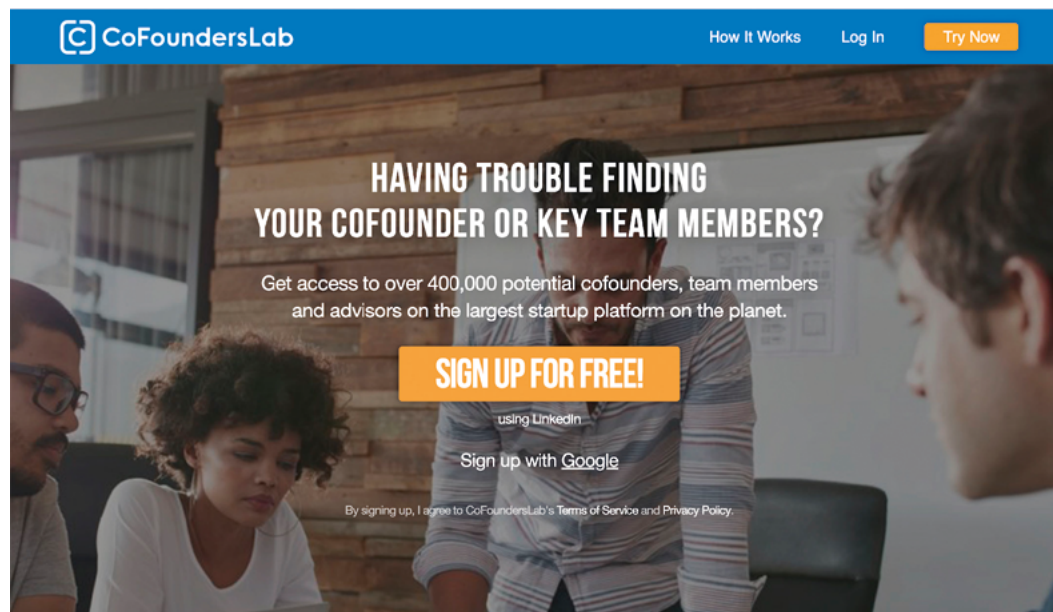 [C] CoFoundersLab
How It Works
Log In
Try Now
HAVING TROUBLE FINDING
YOUR COFOUNDER OR KEY TEAM MEMBERS?
Get access to over 400,000 potential cofounders, team members
and advisors on the largest startup platform on the planet.
SIGN UP FOR FREE!
using LinkedIn
Sign up with Google
By signing up, I agree to CoFoundersLab's Terms of Service and Privacy Policy.